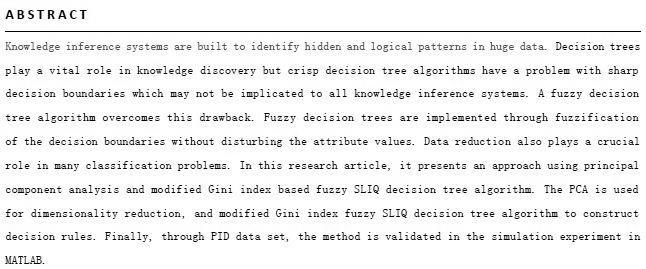 ABSTRACT
Knowledge inference systems are built to identify hidden and logical patterns in huge data. Decision trees
play a vital role in knowledge discovery but crisp decision tree algorithms have a problem with sharp
decision boundaries which may not be implicated to all knowledge inference systems. A fuzzy decision
tree algorithm overcomes this drawback. Fuzzy decision trees are implemented through fuzzification
of the decision boundaries without disturbing the attribute values. Data reduction also plays a crucial
role in many classification problems. In this research article, it presents an approach using principal
component analysis and modified Gini index based fuzzy SLIQ decision tree algorithm. The PCA is used
for dimensionality reduction, and modified Gini index fuzzy SLIQ decision tree algorithm to construct
decision rules. Finally, through PID data set, the method is validated in the simulation experiment in
MATLAB.